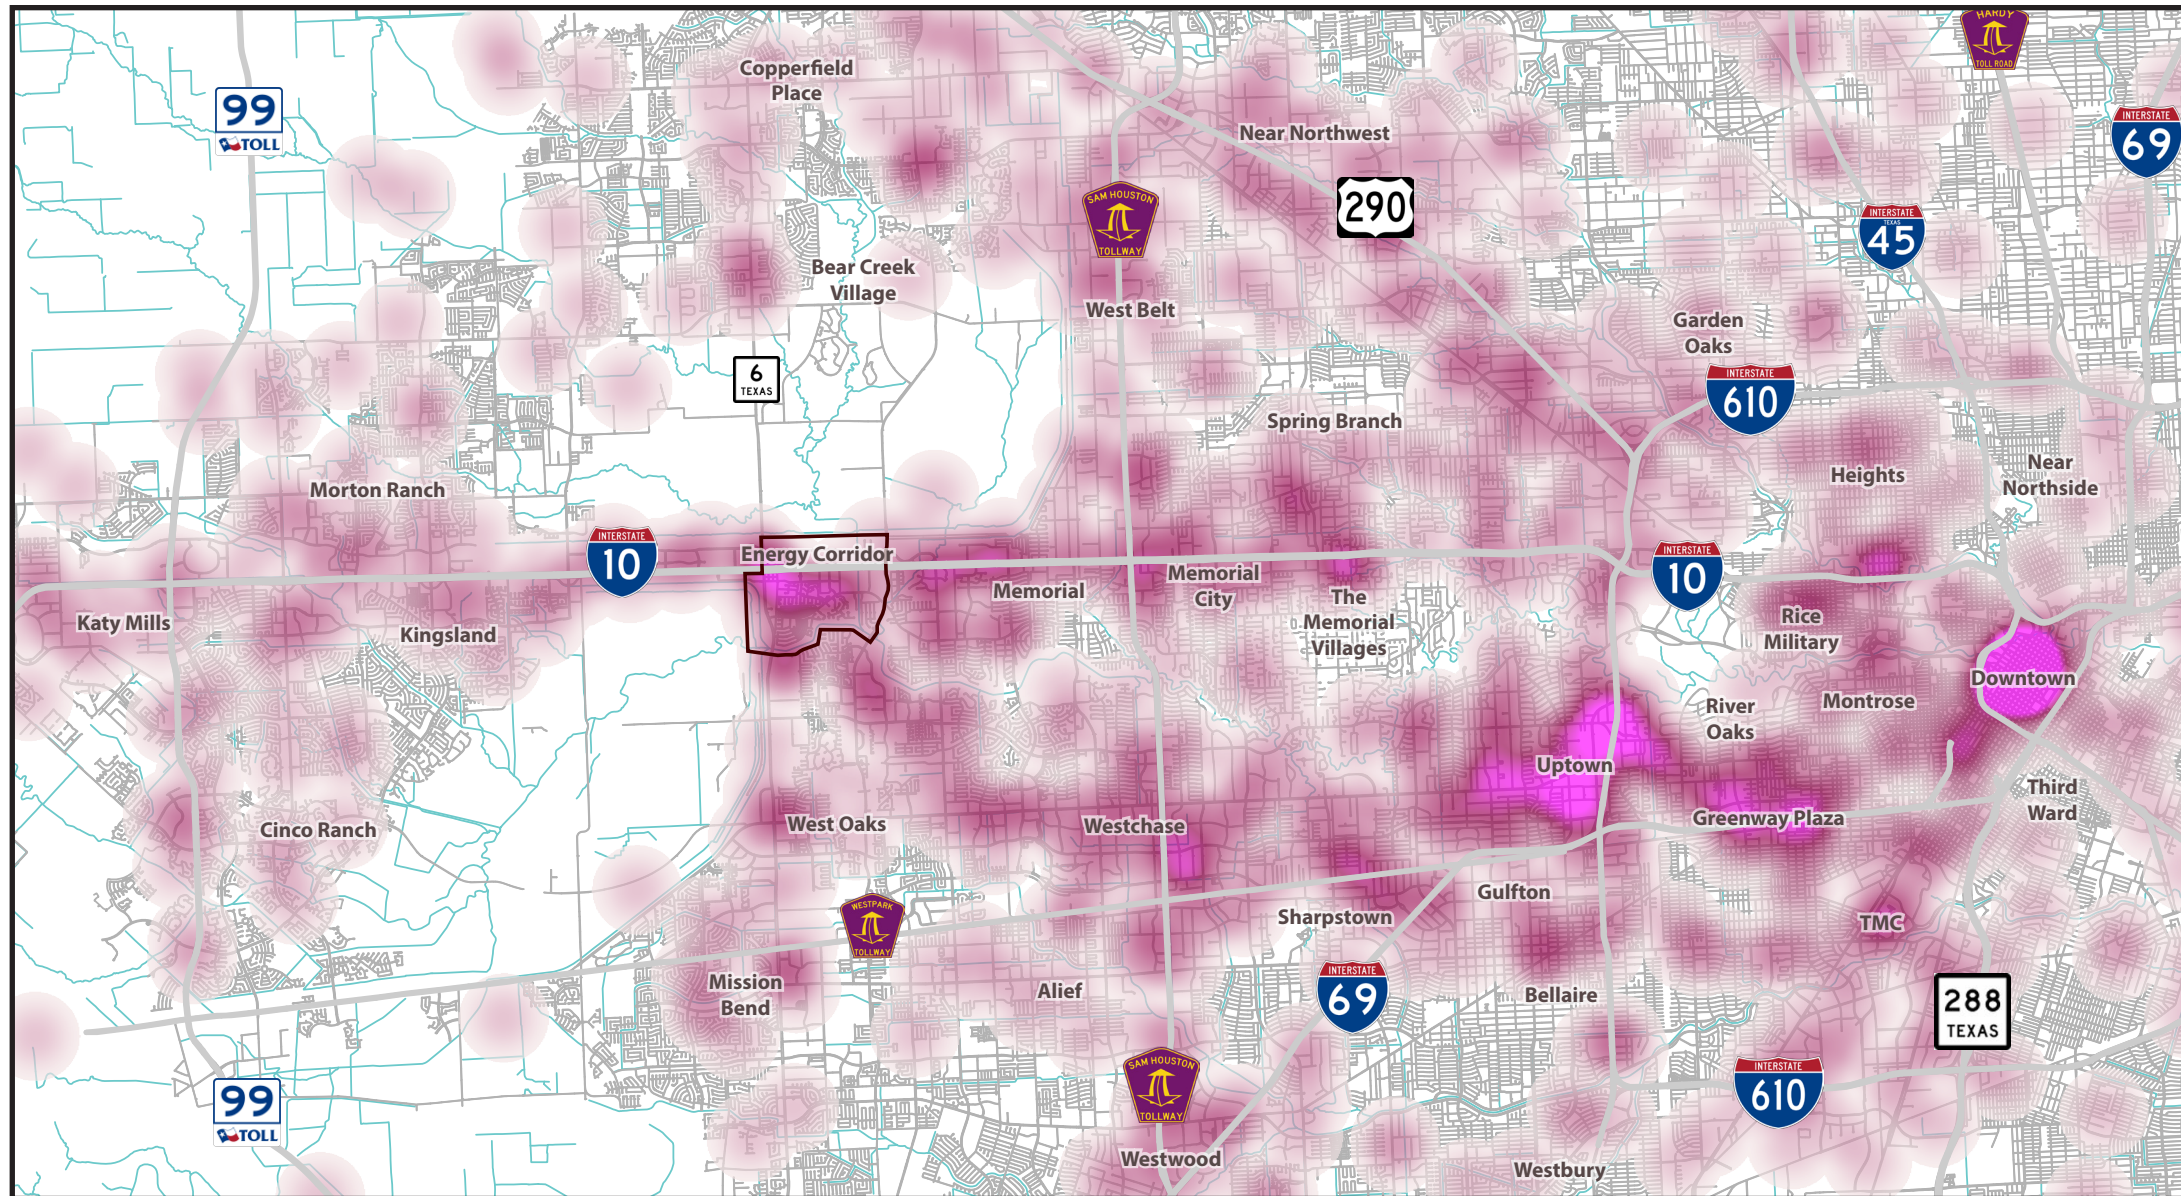 HARDY
TOLL ROAD
Copperfield
Place
99
TOLL
Near Northwest
INTERSTATE
69
290
SAM HOUSTON
TOLLWAY
INTERSTATE
TEXAS
45
Bear Creek
Village
West Belt
Garden
Oaks
6
TEXAS
INTERSTATE
610
Spring Branch
Heights
Near
Northside
Morton Ranch
INTERSTATE
10
Energy Corridor
Memorial
Memorial
City
The
Memorial
Villages
INTERSTATE
10
Rice
Military
Katy Mills
Kingsland
Downtown
Montrose
River
Oaks
Uptown
Third
Ward
Greenway Plaza
Cinco Ranch
West Oaks
Westchase
Gulfton
Sharpstown
TMC
WESTPARK
TOLLWAY
Mission
Bend
Alief
INTERSTATE
69
Bellaire
288
TEXAS
SAM HOUSTON
TOLLWAY
INTERSTATE
610
99
TOLL
Westwood
Westbury